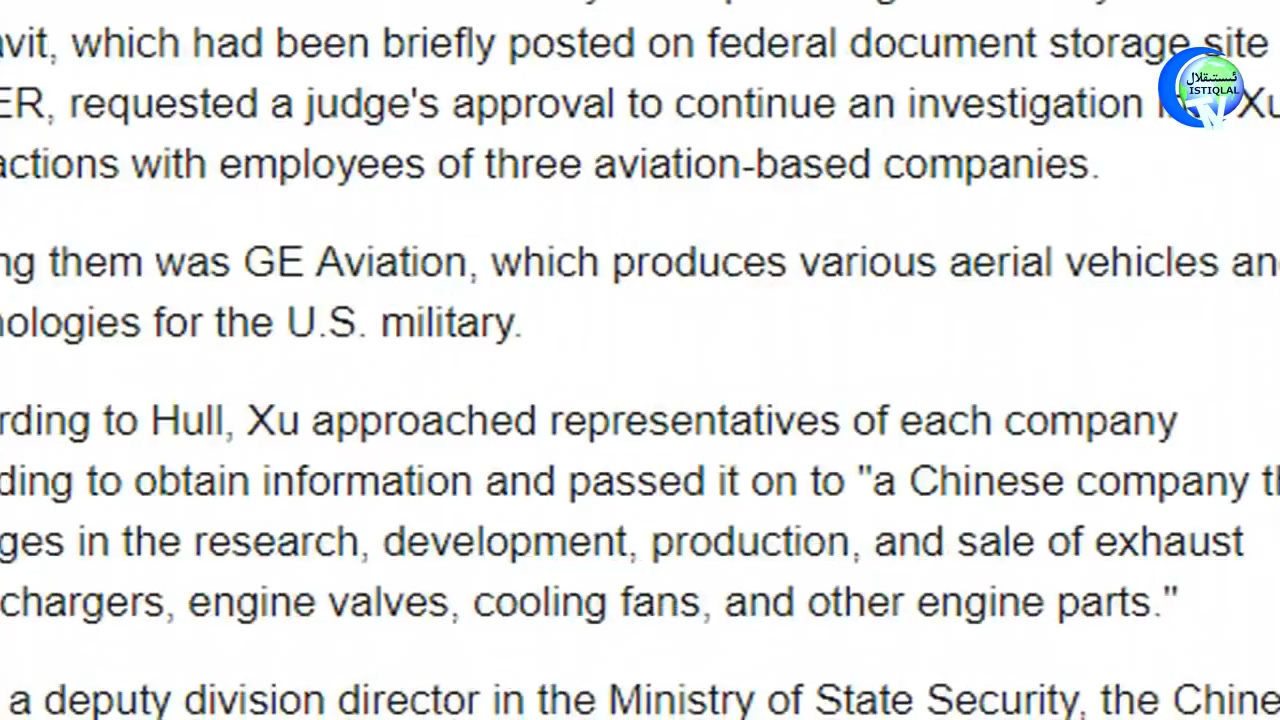 avit, which had been briefly posted on federal document storage site
ER, requested a judge's approval to continue an investigation Xu
actions with employees of three aviation-based companies.
ng them was GE Aviation, which produces various aerial vehicles an
nologies for the U.S. military.
rding to Hull, Xu approached representatives of each company
ding to obtain information and passed it on to "a Chinese company th
ges in the research, development, production, and sale of exhaust
chargers, engine valves, cooling fans, and other engine parts."
a deputy division director in the Ministry of State Security, the Chine
ئىستىقلال
ISTIQLAL
TV